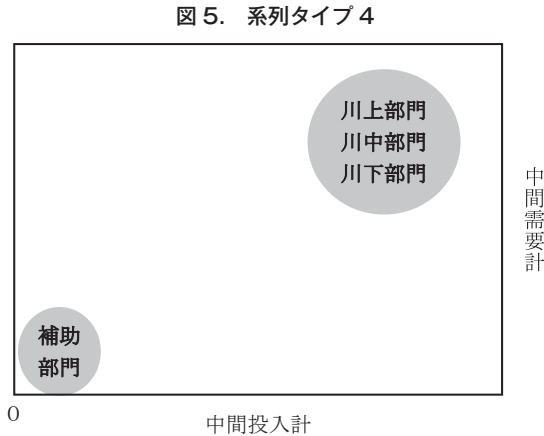 図 5． 系列タイプ 4
川上部門
川中部門
川下部門
中間需要計
補助
部門
0
中間投入計